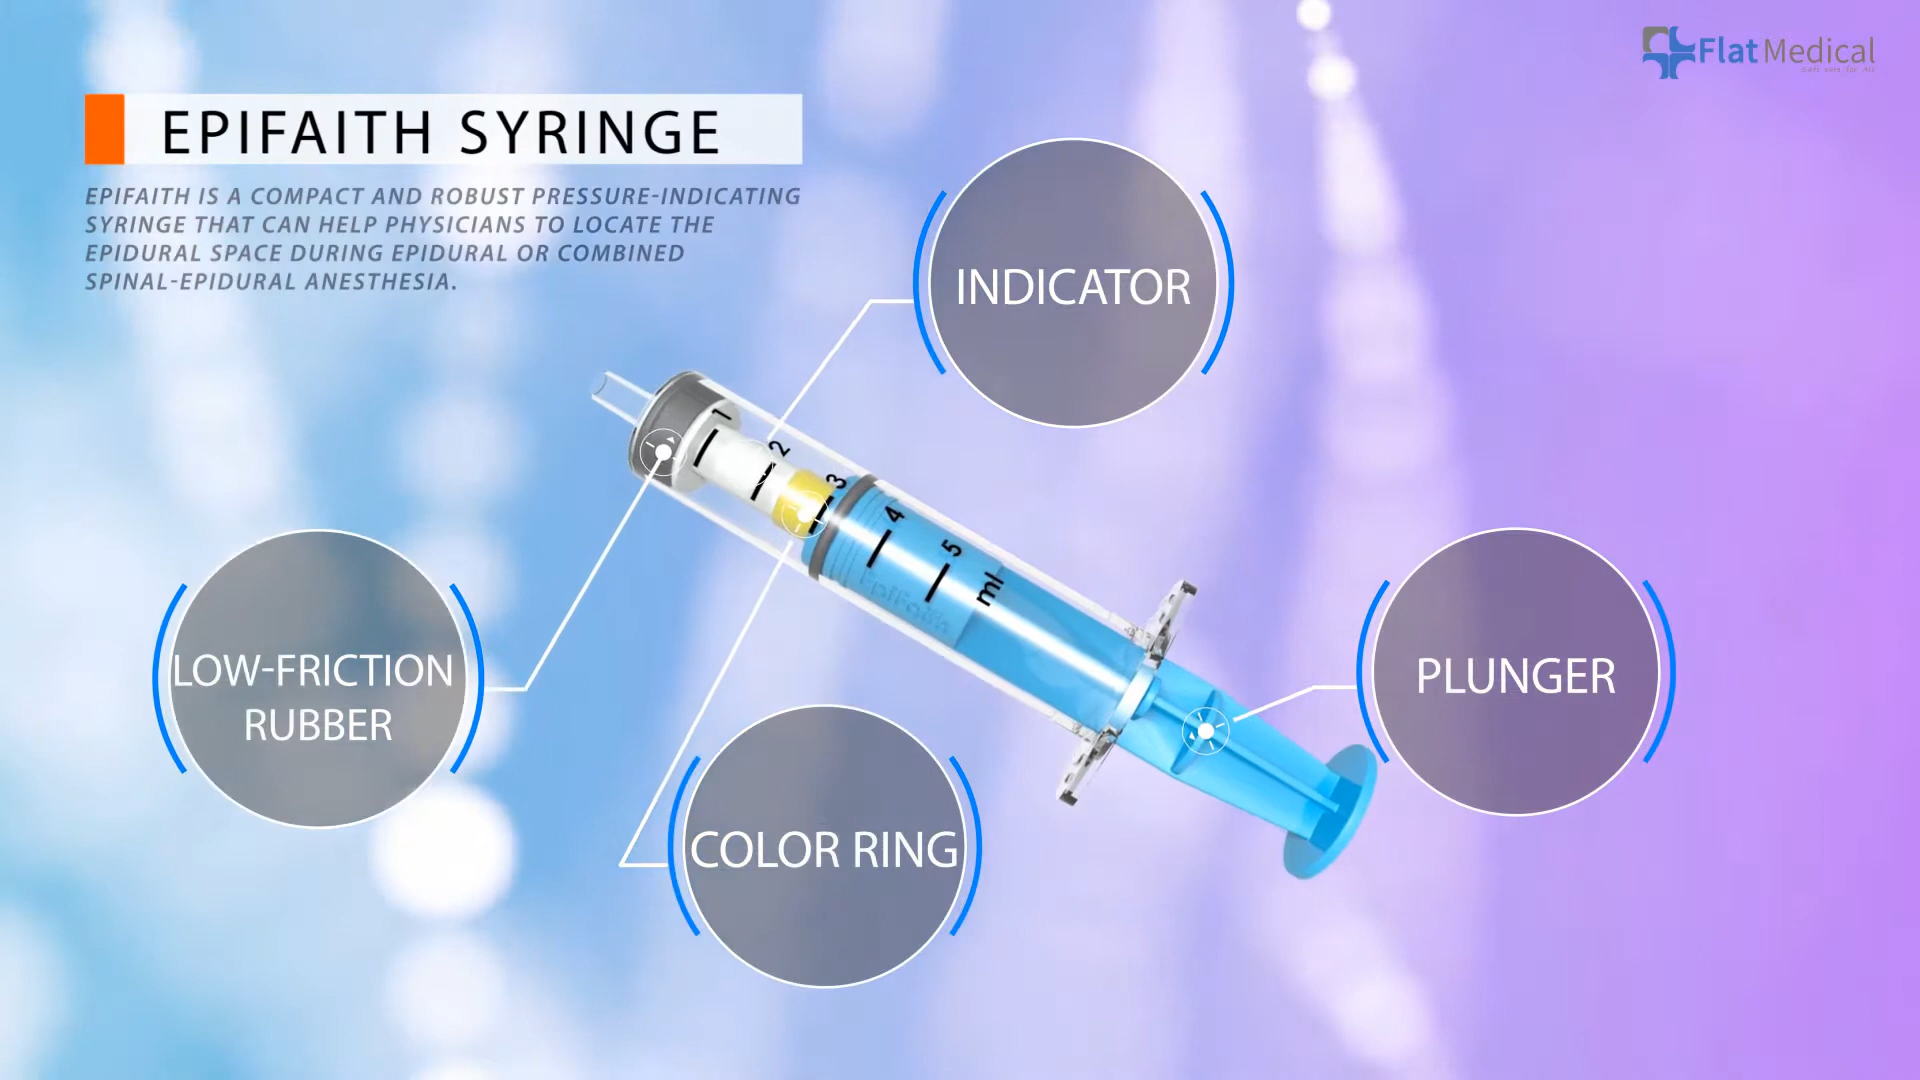 Flat Medical
EPIFAITH SYRINGE
EPIFAITH IS A COMPACT AND ROBUST PRESSURE-INDICATING
SYRINGE THAT CAN HELP PHYSICIANS TO LOCATE THE
EPIDURAL SPACE DURING EPIDURAL OR COMBINED
SPINAL-EPIDURAL ANESTHESIA.
INDICATOR
1
2
3
4
5
ml
EpiFaith
LOW-FRICTION
RUBBER
PLUNGER
COLOR RING